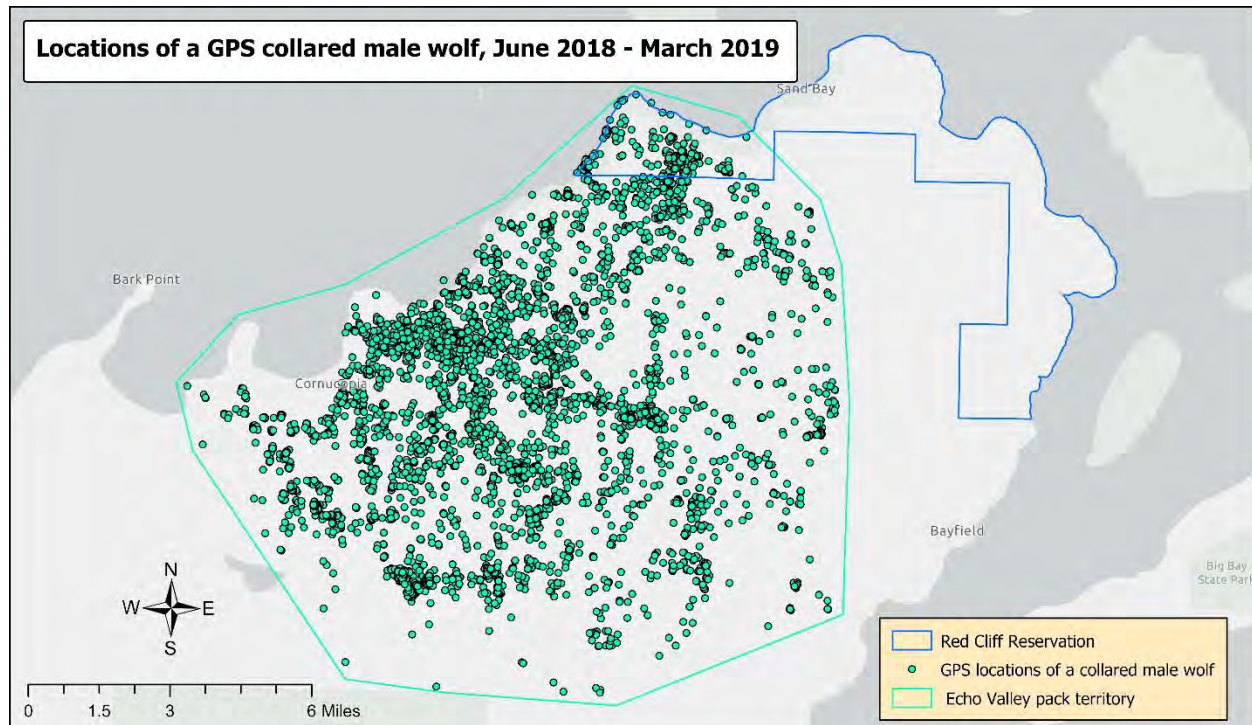 Locations of a GPS collared male wolf, June 2018 - March 2019
Sand Bay
Bark Point
Cornucopia
Bayfield
Big Bay
State Park
N
W E
S
0 1.5 3 6 Miles
Red Cliff Reservation
GPS locations of a collared male wolf
Echo Valley pack territory